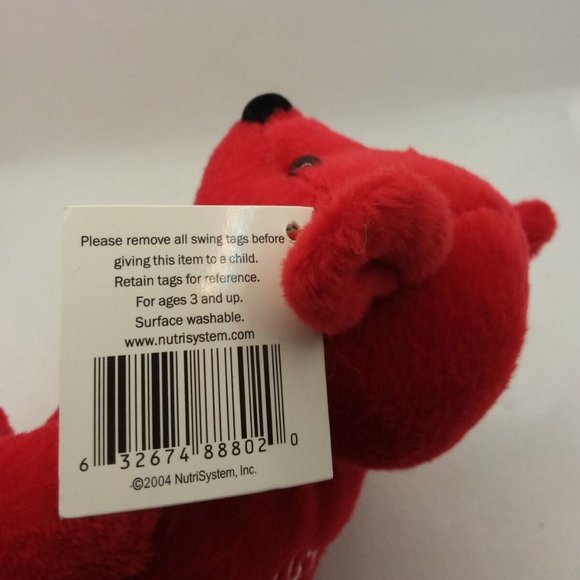 Please remove all swing tags before
giving this item to a child.
Retain tags for reference.
For ages 3 and up.
Surface washable.
www.nutrisystem.com
6 32674 88802 0
©2004 NutriSystem, Inc.